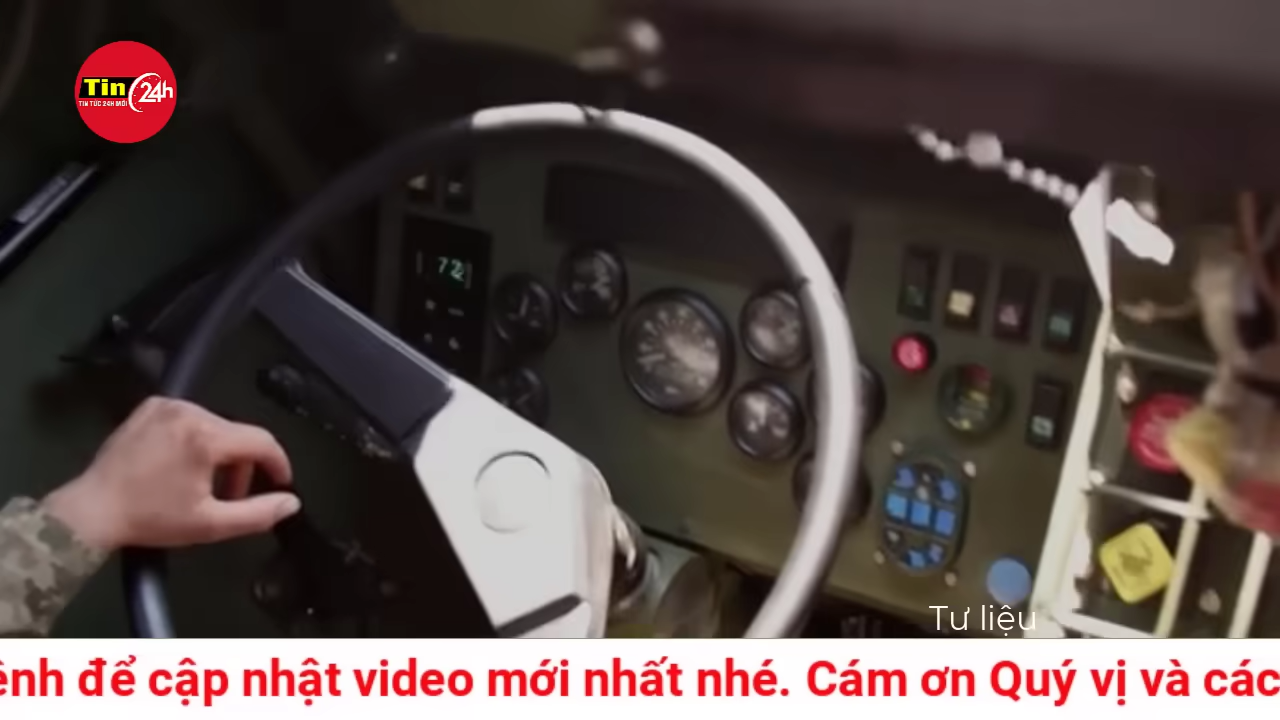 Tin 24h
TIN TỨC 24H MỚI
72
Tư liệu
ênh để cập nhật video mới nhất nhé. Cám ơn Quý vị và các